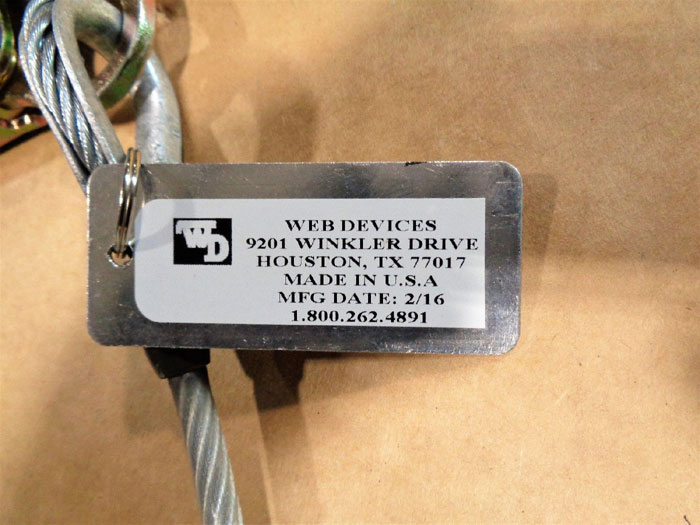 WD
WEB DEVICES
9201 WINKLER DRIVE
HOUSTON, TX 77017
MADE IN U.S.A
MFG DATE: 2/16
1.800.262.4891